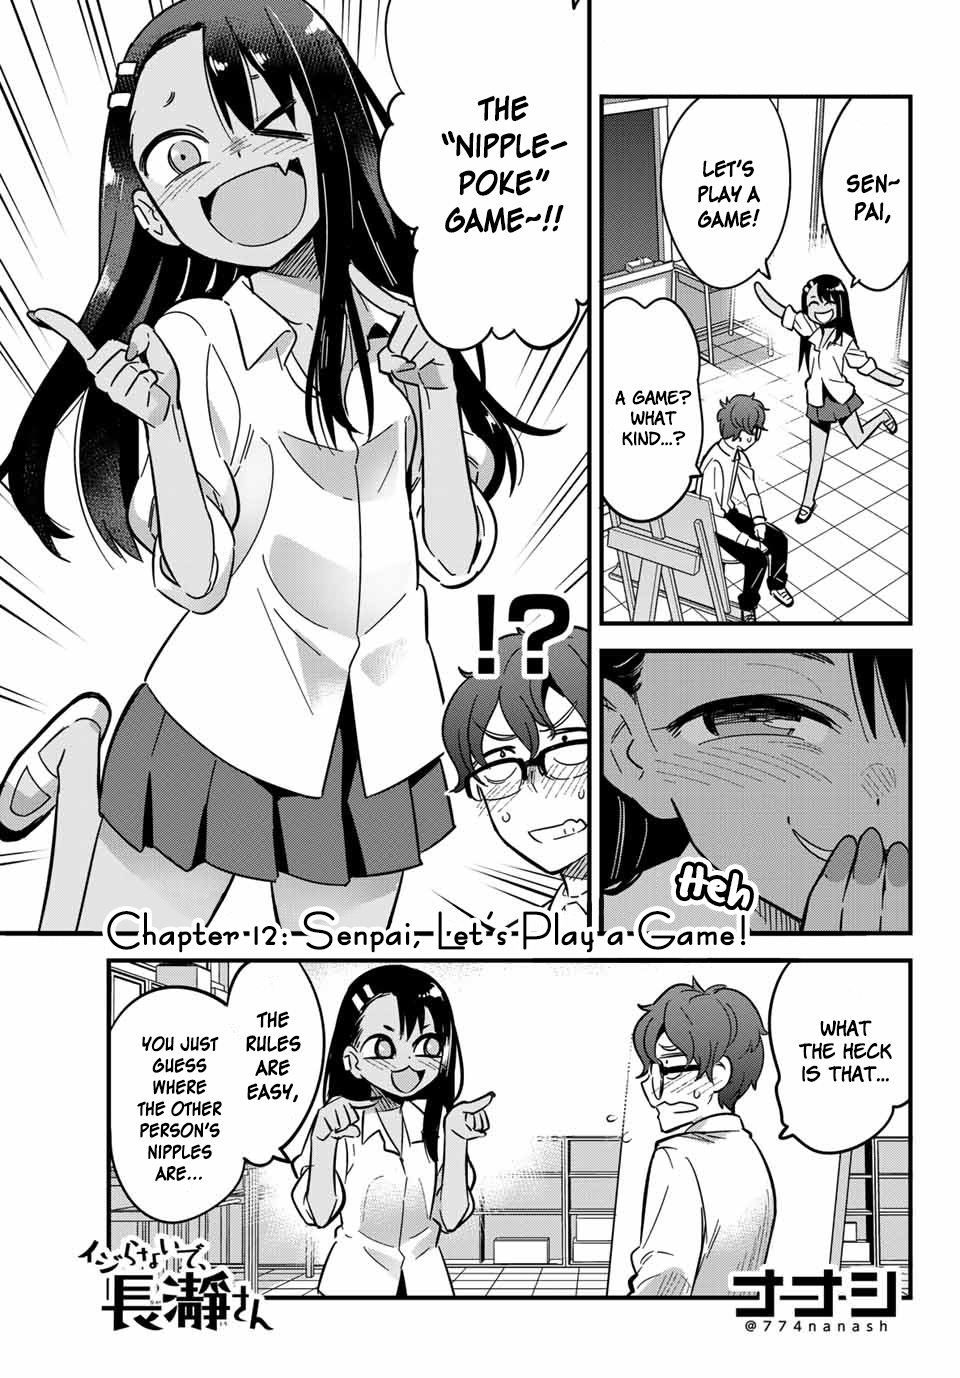 SEN-
PAI,
LET'S
PLAY A
GAME!
A GAME?
WHAT
KIND...?
Heh
THE
"NIPPLE-
POKE"
GAME~!!
!?
Chapter 12: Senpai, Let's Play a Game!
WHAT
THE HECK
IS THAT...
THE
RULES ARE
EASY,
YOU JUST
GUESS
WHERE
THE OTHER
PERSON'S
NIPPLES
ARE...
イジらないで、
長瀞さん
ナナシ
@774nanash